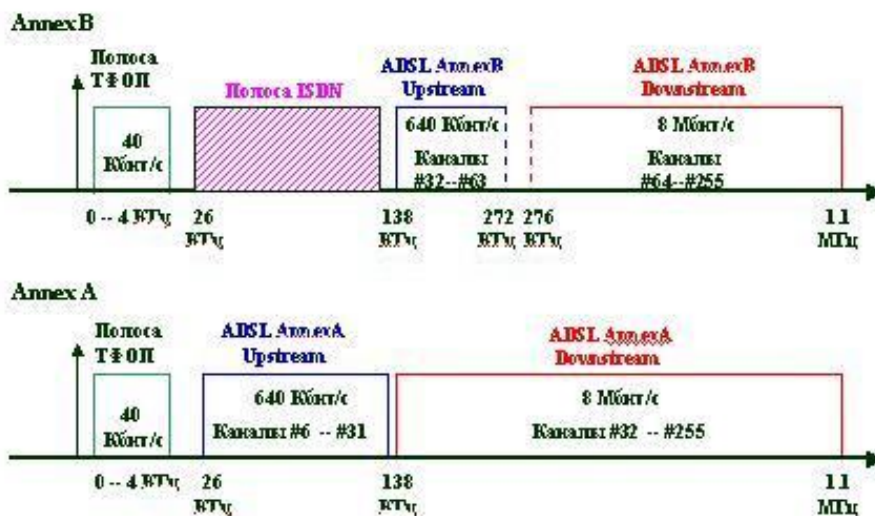 Annex B
Полоса
ТФОП
Полоса ISDN
ADSL AnnexB
Upstream
ADSL AnnexB
Downstream
40
Кбит/с
640 Кбит/с
Каналы
#32--#63
8 Мбит/с
Каналы
#64--#255
0 -- 4 КГц
26
КГц
138
КГц
272
КГц
276
КГц
1.1
МГц
Annex A
Полоса
ТФОП
ADSL AnnexA
Upstream
ADSL AnnexA
Downstream
40
Кбит/с
640 Кбит/с
Каналы #6 -- #31
8 Мбит/с
Каналы #32 -- #255
0 -- 4 КГц
26
КГц
138
КГц
1.1
МГц